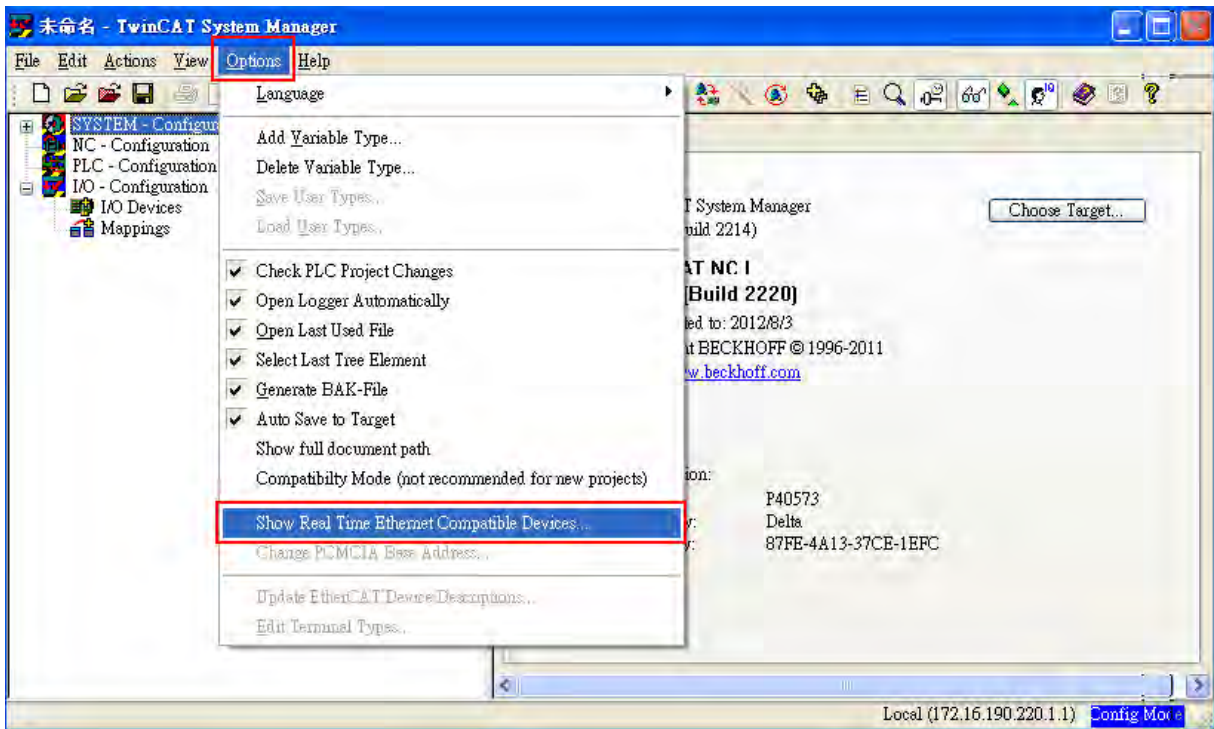 未命名 - TwinCAT System Manager
File Edit Actions View Options Help
Language
Add Variable Type...
Delete Variable Type...
Save User Types...
Load User Types...
Check PLC Project Changes
Open Logger Automatically
Open Last Used File
Select Last Tree Element
Generate BAK-File
Auto Save to Target
Show full document path
Compatibilty Mode (not recommended for new projects)
Show Real Time Ethernet Compatible Devices...
Change PCMCIA Base Address...
Update EtherCAT Device Descriptions...
Edit Terminal Types...
SYSTEM - Configur
NC - Configuration
PLC - Configuration
I/O - Configuration
I/O Devices
Mappings
T System Manager
uild 2214)
Choose Target...
AT NC I
[Build 2220)
ted to: 2012/8/3
ht BECKHOFF © 1996-2011
w.beckhoff.com
ion:
P40573
y: Delta
y: 87FE-4A13-37CE-1EFC
Local (172.16.190.220.1.1) Config Mode